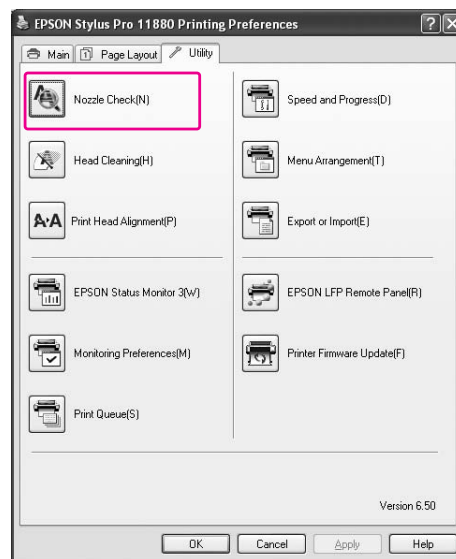 EPSON Stylus Pro 11880 Printing Preferences
Main Page Layout Utility
Nozzle Check(N)
Speed and Progress(D)
Head Cleaning(H)
Menu Arrangement(T)
Print Head Alignment(P)
Export or Import(E)
EPSON Status Monitor 3(W)
EPSON LFP Remote Panel(R)
Monitoring Preferences(M)
Printer Firmware Update(F)
Print Queue(S)
Version 6.50
OK Cancel Apply Help